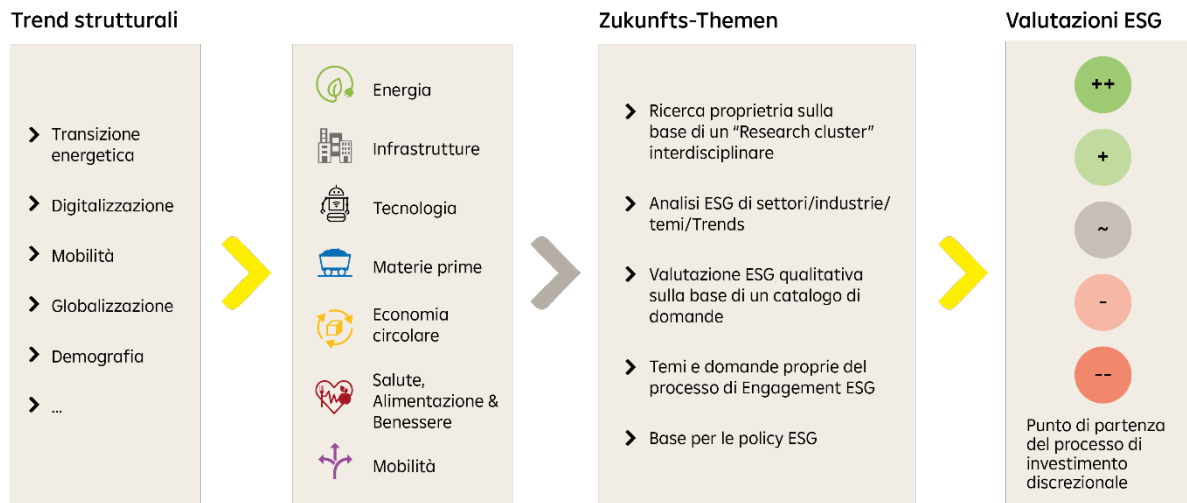 Trend strutturali
Transizione
energetica
Digitalizzazione
Mobilità
Globalizzazione
Demografia
...
Energia
Infrastrutture
Tecnologia
Materie prime
Economia
circolare
Salute,
Alimentazione &
Benessere
Mobilità
Zukunfts-Themen
Ricerca proprietria sulla
base di un “Research cluster”
interdisciplinare
Analisi ESG di settori/industrie/
temi/Trends
Valutazione ESG qualitativa
sulla base di un catalogo di
domande
Temi e domande proprie del
processo di Engagement ESG
Base per le policy ESG
Valutazioni ESG
++
+
~
-
--
Punto di partenza
del processo di
investimento
discrezionale